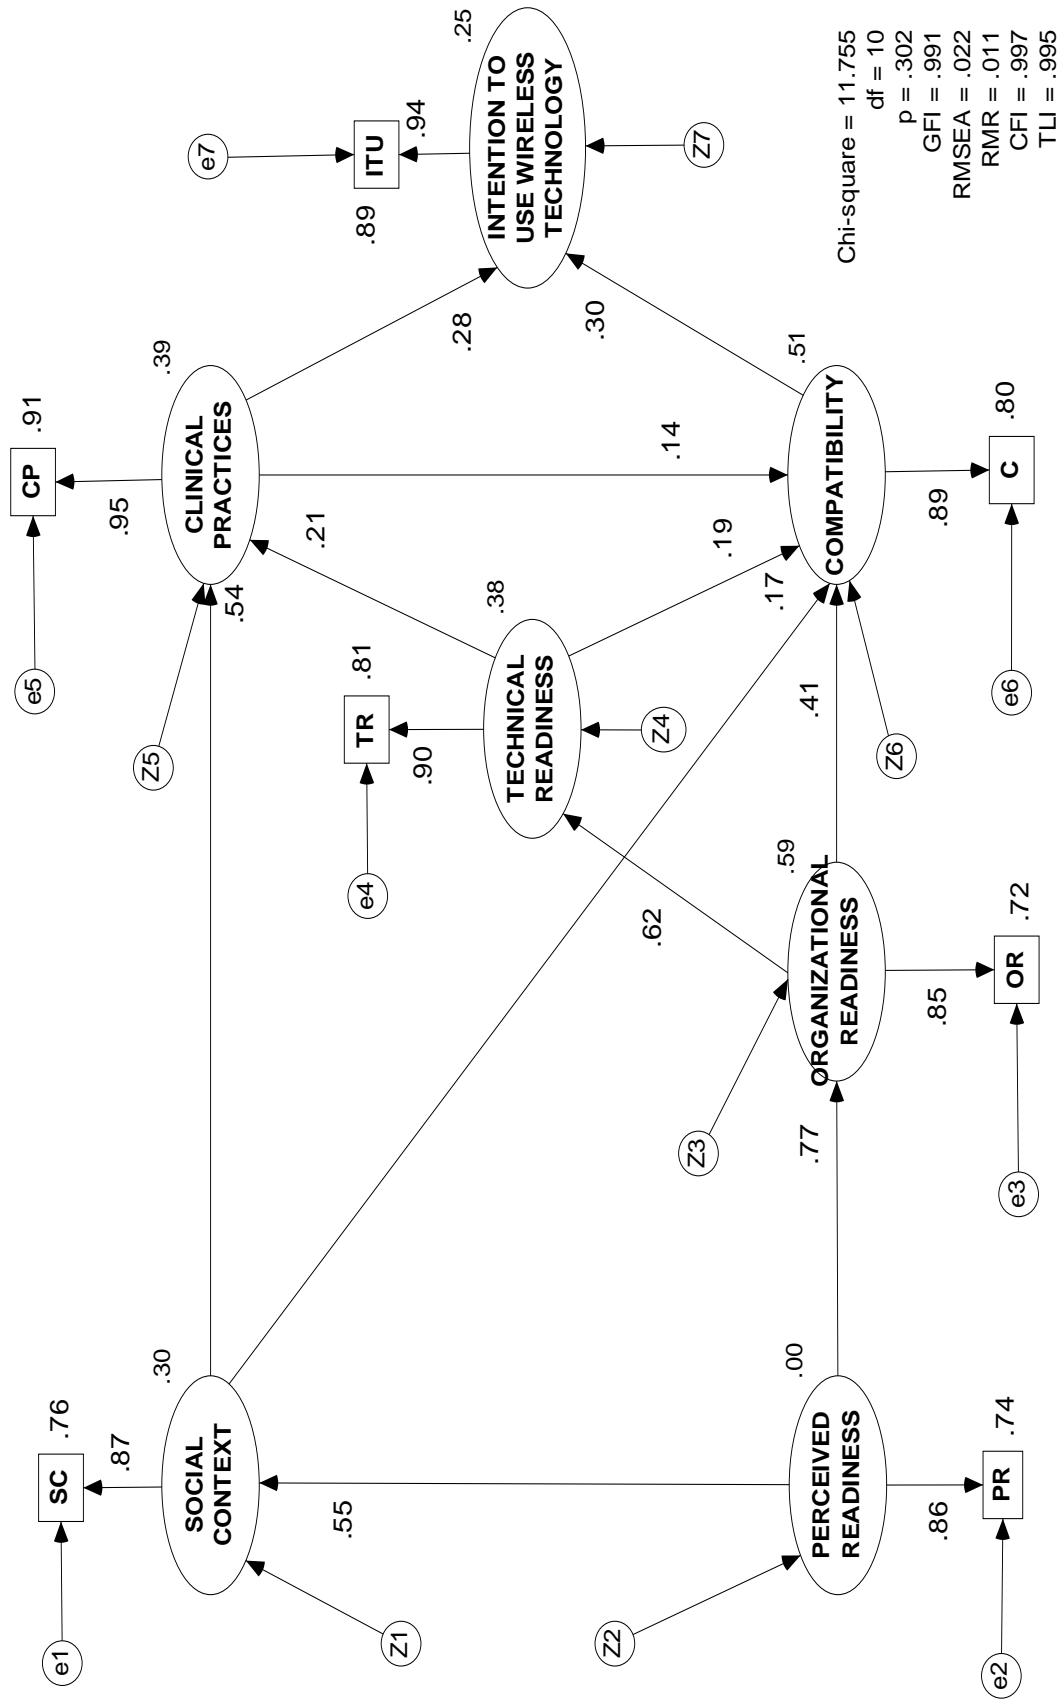 e1
SC
.76
.87
.30
SOCIAL
CONTEXT
Z1
.55
Z2
.00
PERCEIVED
READINESS
.86
PR
.74
e2
.77
Z3
.59
ORGANIZATIONAL
READINESS
.85
OR
.72
e3
.62
e4
TR
.81
.90
.38
TECHNICAL
READINESS
Z4
.21
.19
.17
.41
Z6
Z5
.54
e5
CP
.91
.95
.39
CLINICAL
PRACTICES
.14
.51
COMPATIBILITY
.89
C
.80
e6
.28
.30
e7
ITU
.89
.94
.25
INTENTION TO
USE WIRELESS
TECHNOLOGY
Z7
Chi-square = 11.755
df = 10
p = .302
GFI = .991
RMSEA = .022
RMR = .011
CFI = .997
TLI = .995